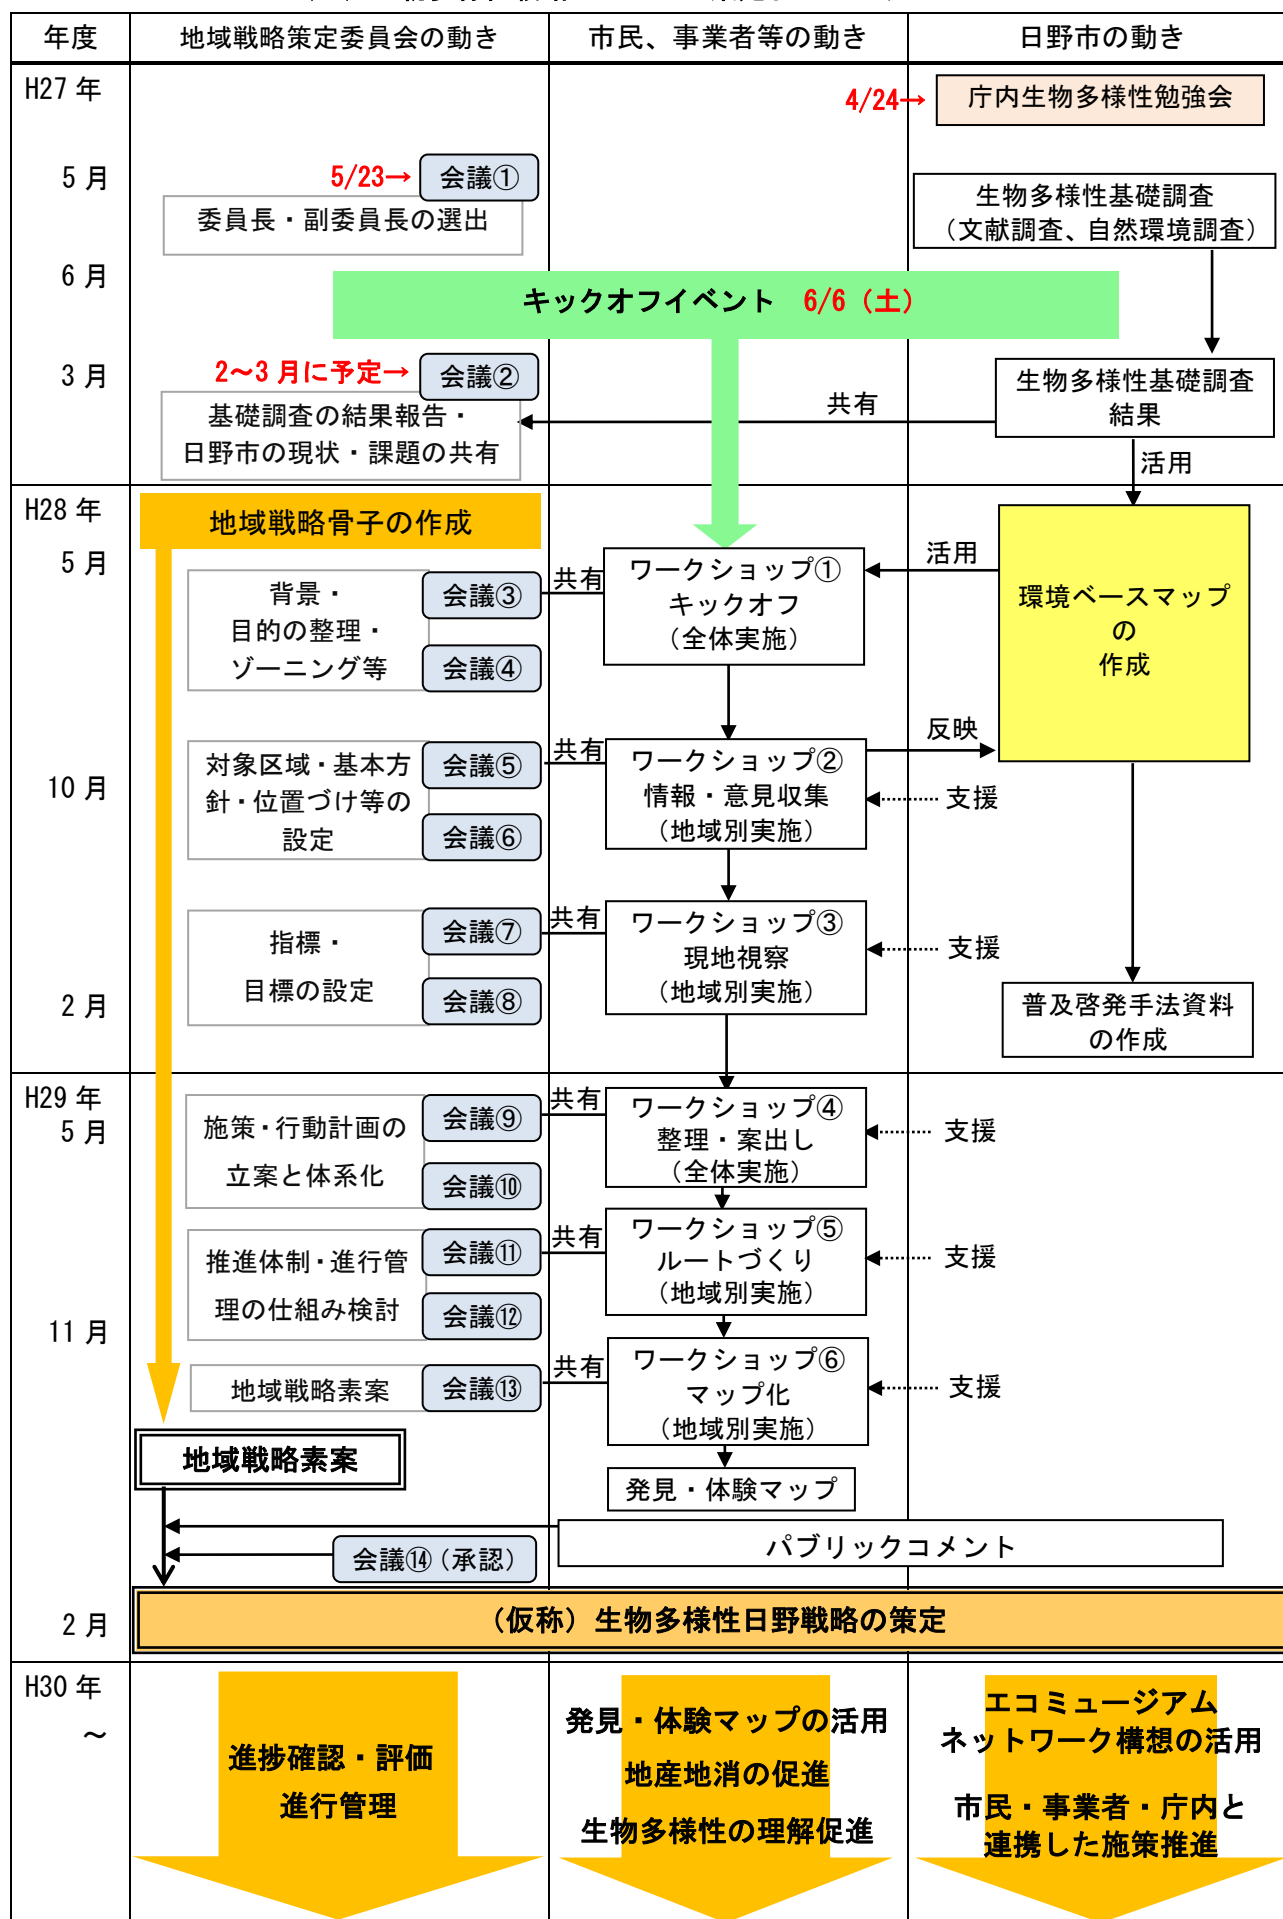 年度
地域戦略策定委員会の動き
市民、事業者等の動き
日野市の動き
H27 年
4/24→
庁内生物多様性勉強会
5 月
5/23→
会議①
委員長・副委員長の選出
生物多様性基礎調査
（文献調査、自然環境調査）
6 月
キックオフイベント 6/6（土）
3 月
2～3 月に予定→
会議②
基礎調査の結果報告・
日野市の現状・課題の共有
共有
生物多様性基礎調査
結果
活用
H28 年
地域戦略骨子の作成
5 月
背景・
目的の整理・
ゾーニング等
会議③
会議④
共有
ワークショップ①
キックオフ
（全体実施）
活用
環境ベースマップ
の
作成
10 月
対象区域・基本方
針・位置づけ等の
設定
会議⑤
会議⑥
共有
ワークショップ②
情報・意見収集
（地域別実施）
反映
支援
指標・
目標の設定
会議⑦
会議⑧
共有
ワークショップ③
現地視察
（地域別実施）
支援
2 月
普及啓発手法資料
の作成
H29 年
5 月
施策・行動計画の
立案と体系化
会議⑨
会議⑩
共有
ワークショップ④
整理・案出し
（全体実施）
支援
推進体制・進行管
理の仕組み検討
会議⑪
会議⑫
共有
ワークショップ⑤
ルートづくり
（地域別実施）
支援
11 月
地域戦略素案
会議⑬
共有
ワークショップ⑥
マップ化
（地域別実施）
支援
地域戦略素案
発見・体験マップ
パブリックコメント
会議⑭（承認）
2 月
（仮称）生物多様性日野戦略の策定
H30 年
～
進捗確認・評価
進行管理
発見・体験マップの活用
地産地消の促進
生物多様性の理解促進
エコミュージアム
ネットワーク構想の活用
市民・事業者・庁内と
連携した施策推進